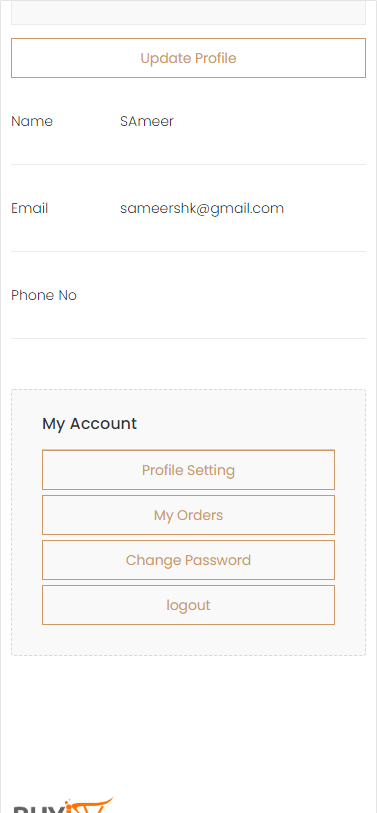 Update Profile
Name SAmeer
Email sameershk@gmail.com
Phone No
My Account
Profile Setting
My Orders
Change Password
logout